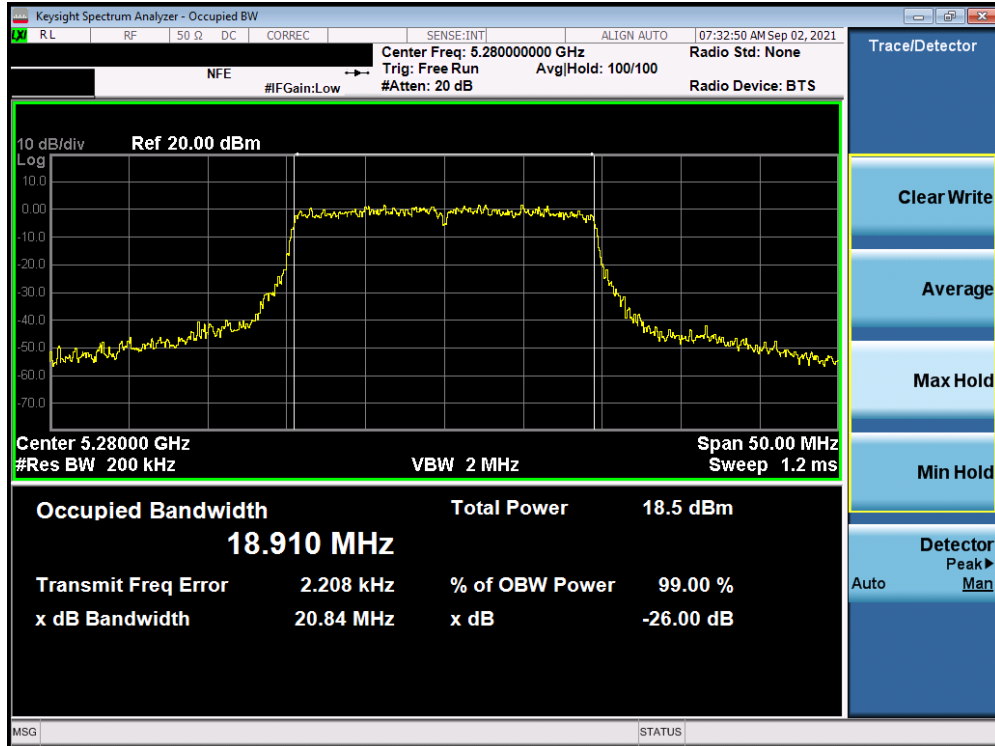 Keysight Spectrum Analyzer - Occupied BW
LXI RL RF 50 Ω DC CORREC SENSE:INT ALIGN AUTO 07:32:50 AM Sep 02, 2021
Center Freq: 5.280000000 GHz Radio Std: None
NFE Trig: Free Run Avg|Hold: 100/100
#IFGain:Low #Atten: 20 dB Radio Device: BTS
10 dB/div Ref 20.00 dBm
Log
10.0
0.00
-10.0
-20.0
-30.0
-40.0
-50.0
-60.0
-70.0
Center 5.28000 GHz Span 50.00 MHz
#Res BW 200 kHz VBW 2 MHz Sweep 1.2 ms
Occupied Bandwidth Total Power 18.5 dBm
18.910 MHz
Transmit Freq Error 2.208 kHz % of OBW Power 99.00 %
x dB Bandwidth 20.84 MHz x dB -26.00 dB
MSG STATUS
Trace/Detector
Clear Write
Average
Max Hold
Min Hold
Detector
Peak▶
Auto Man